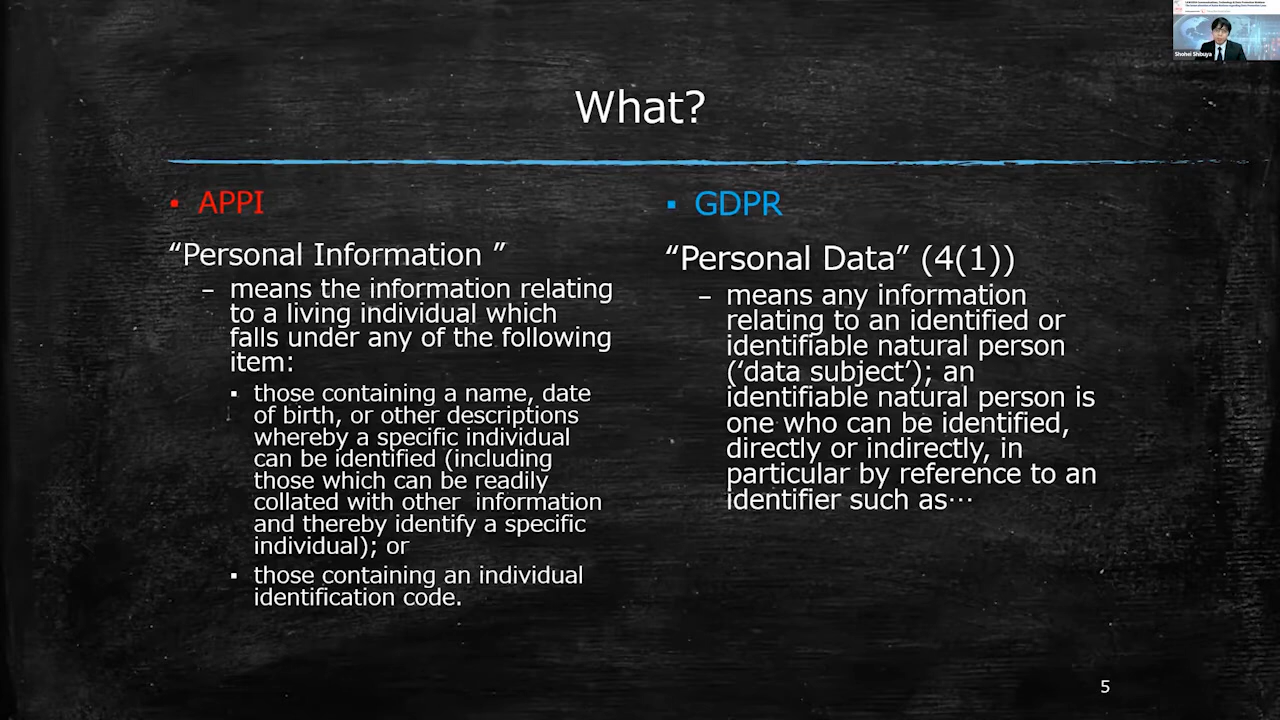 What?
▪ APPI
“Personal Information ”
– means the information relating
to a living individual which
falls under any of the following
item:
▪ those containing a name, date
of birth, or other descriptions
whereby a specific individual
can be identified (including
those which can be readily
collated with other  information
and thereby identify a specific
individual); or
▪ those containing an individual
identification code.
▪ GDPR
“Personal Data” (4(1))
– means any information
relating to an identified or
identifiable natural person
(‘data subject’); an
identifiable natural person is
one who can be identified,
directly or indirectly, in
particular by reference to an
identifier such as⋯
5
Shohei Shibuya